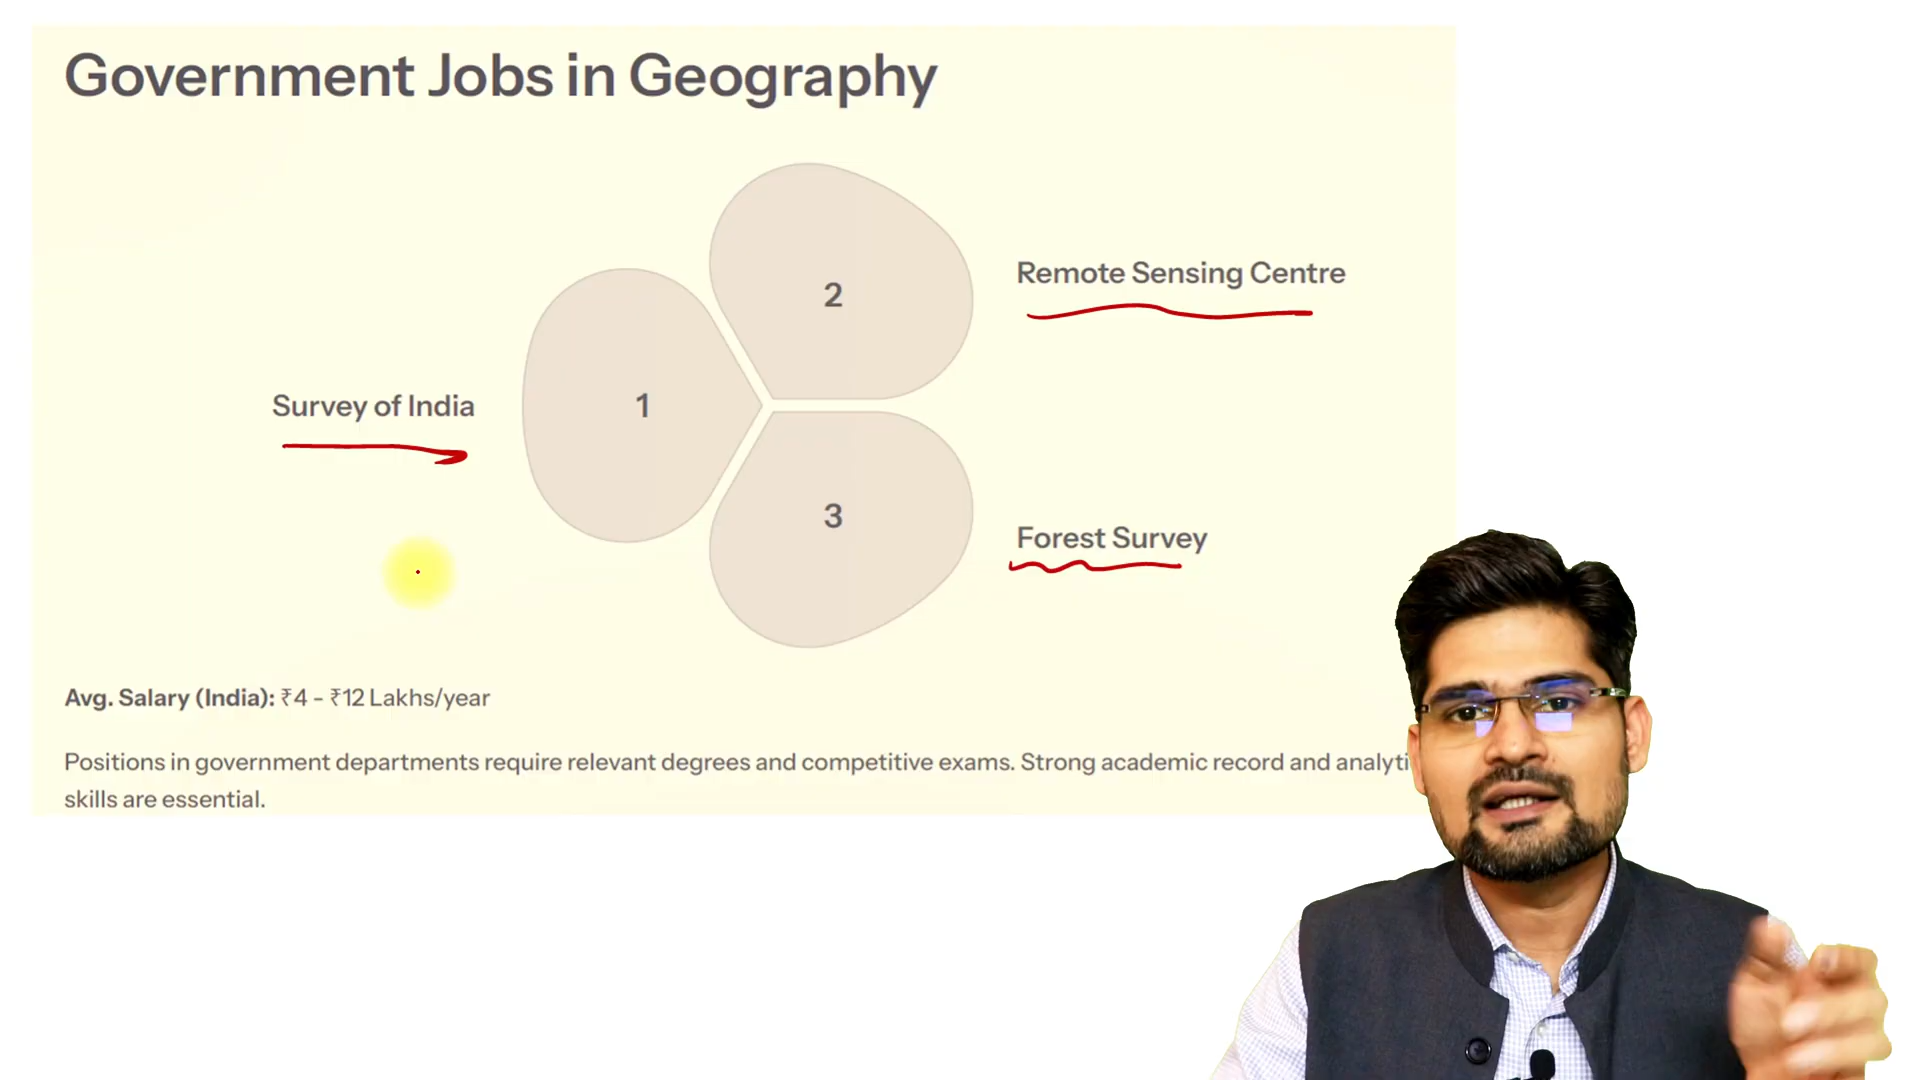 Government Jobs in Geography
2
Remote Sensing Centre
1
Survey of India
3
Forest Survey
Avg. Salary (India): ₹4 - ₹12 Lakhs/year
Positions in government departments require relevant degrees and competitive exams. Strong academic record and analyti
skills are essential.